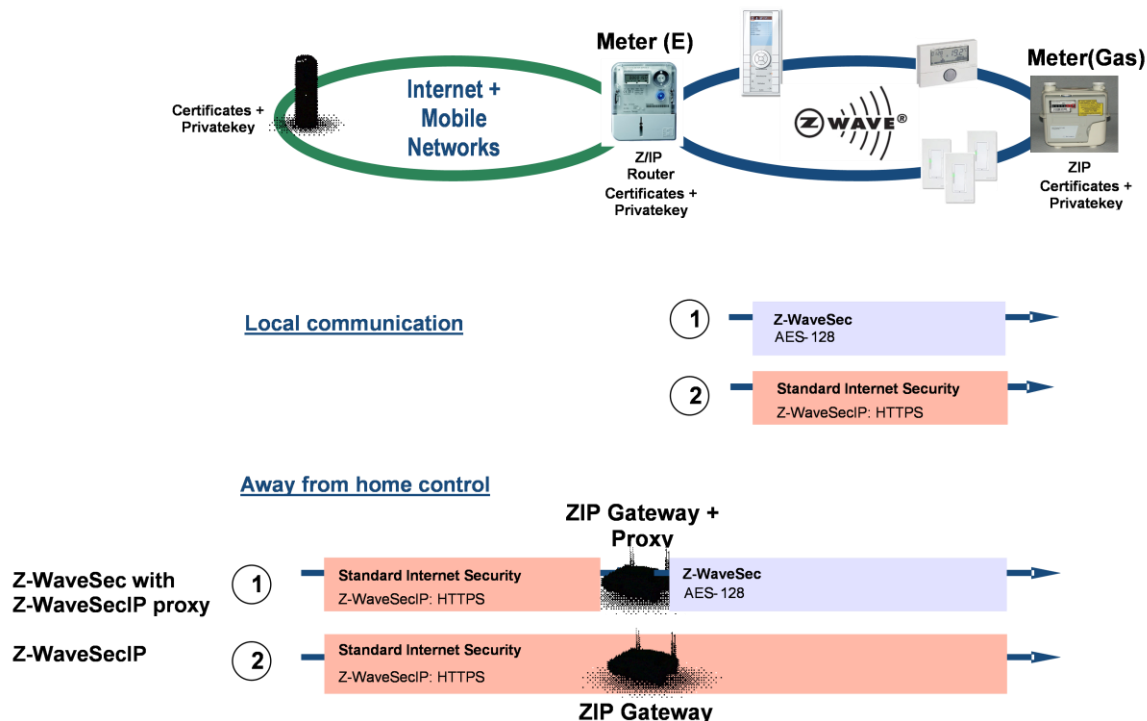 Meter (E)
Meter(Gas)
Certificates +
Privatekey
Internet +
Mobile
Networks
Z WAVE®
Z/IP
Router
Certificates +
Privatekey
ZIP
Certificates +
Privatekey
Local communication
1
Z-WaveSec
AES-128
2
Standard Internet Security
Z-WaveSecIP: HTTPS
Away from home control
ZIP Gateway +
Proxy
Z-WaveSec with
Z-WaveSecIP proxy
1
Standard Internet Security
Z-WaveSecIP: HTTPS
Z-WaveSec
AES-128
Z-WaveSecIP
2
Standard Internet Security
Z-WaveSecIP: HTTPS
ZIP Gateway